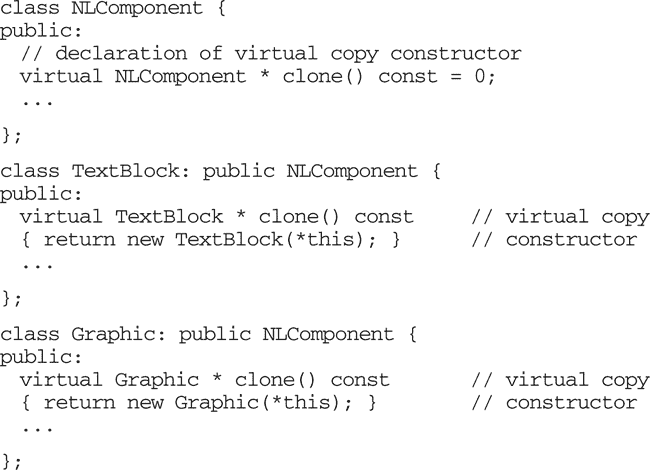 class NLComponent {
public:
  // declaration of virtual copy constructor
  virtual NLComponent * clone() const = 0;
  ...
};
class TextBlock: public NLComponent {
public:
  virtual TextBlock * clone() const     // virtual copy
  { return new TextBlock(*this); }      // constructor
  ...
};
class Graphic: public NLComponent {
public:
  virtual Graphic * clone() const       // virtual copy
  { return new Graphic(*this); }        // constructor
  ...
};